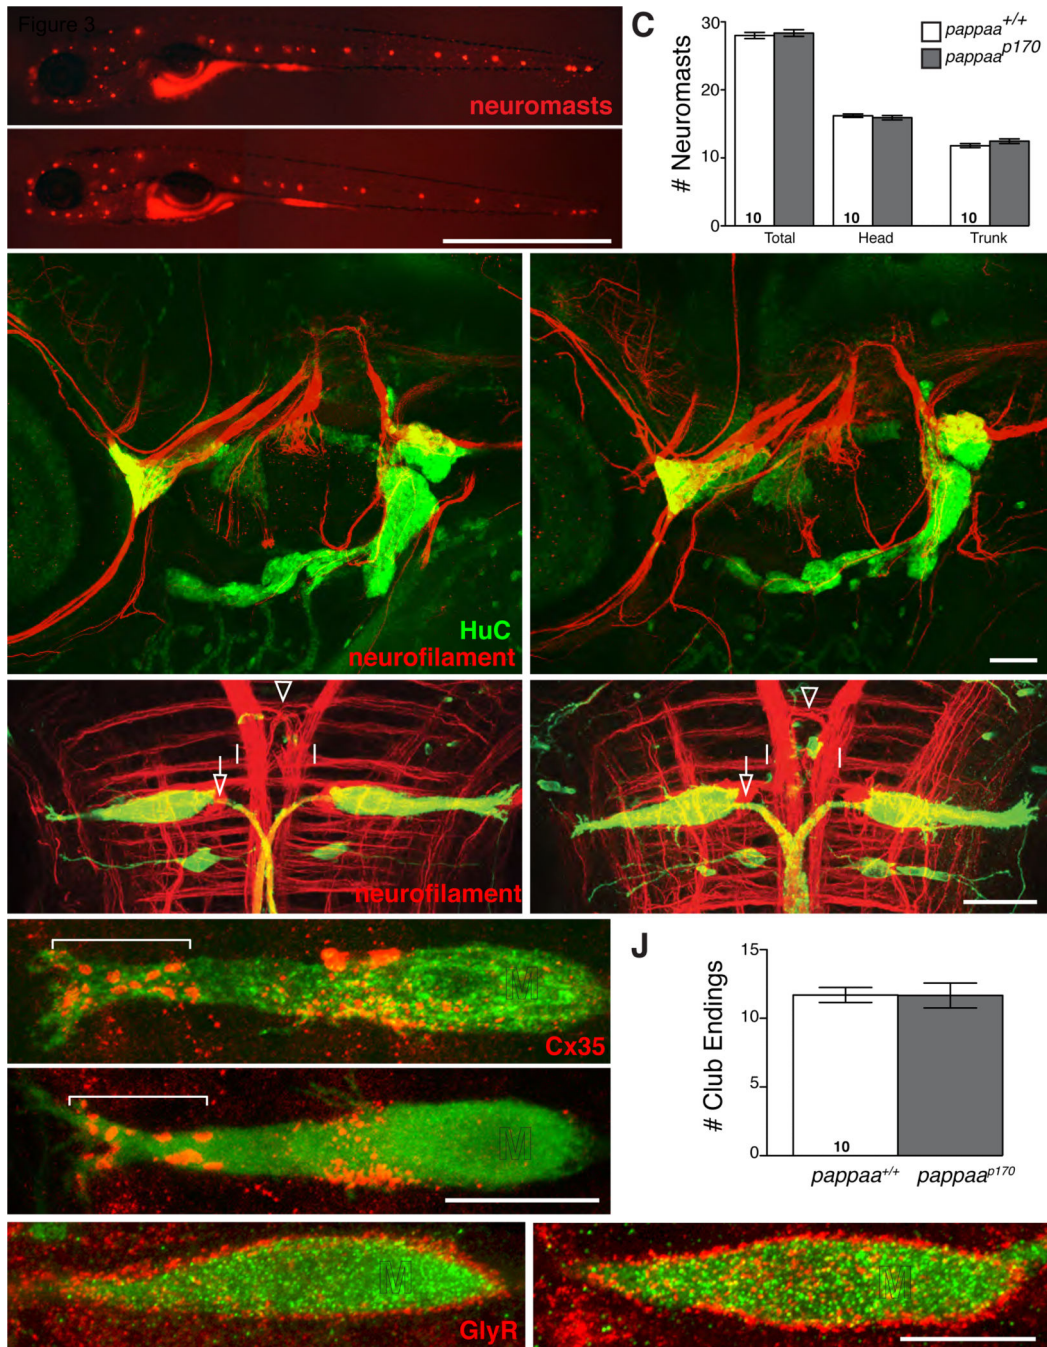 Figure 3
neuromasts
C
# Neuromasts
30
20
10
0
pappaa+/+
pappaap170
10
10
10
Total
Head
Trunk
HuC
neurofilament
neurofilament
M
Cx35
M
J
# Club Endings
15
10
5
0
10
pappaa+/+
pappaap170
M
GlyR
M